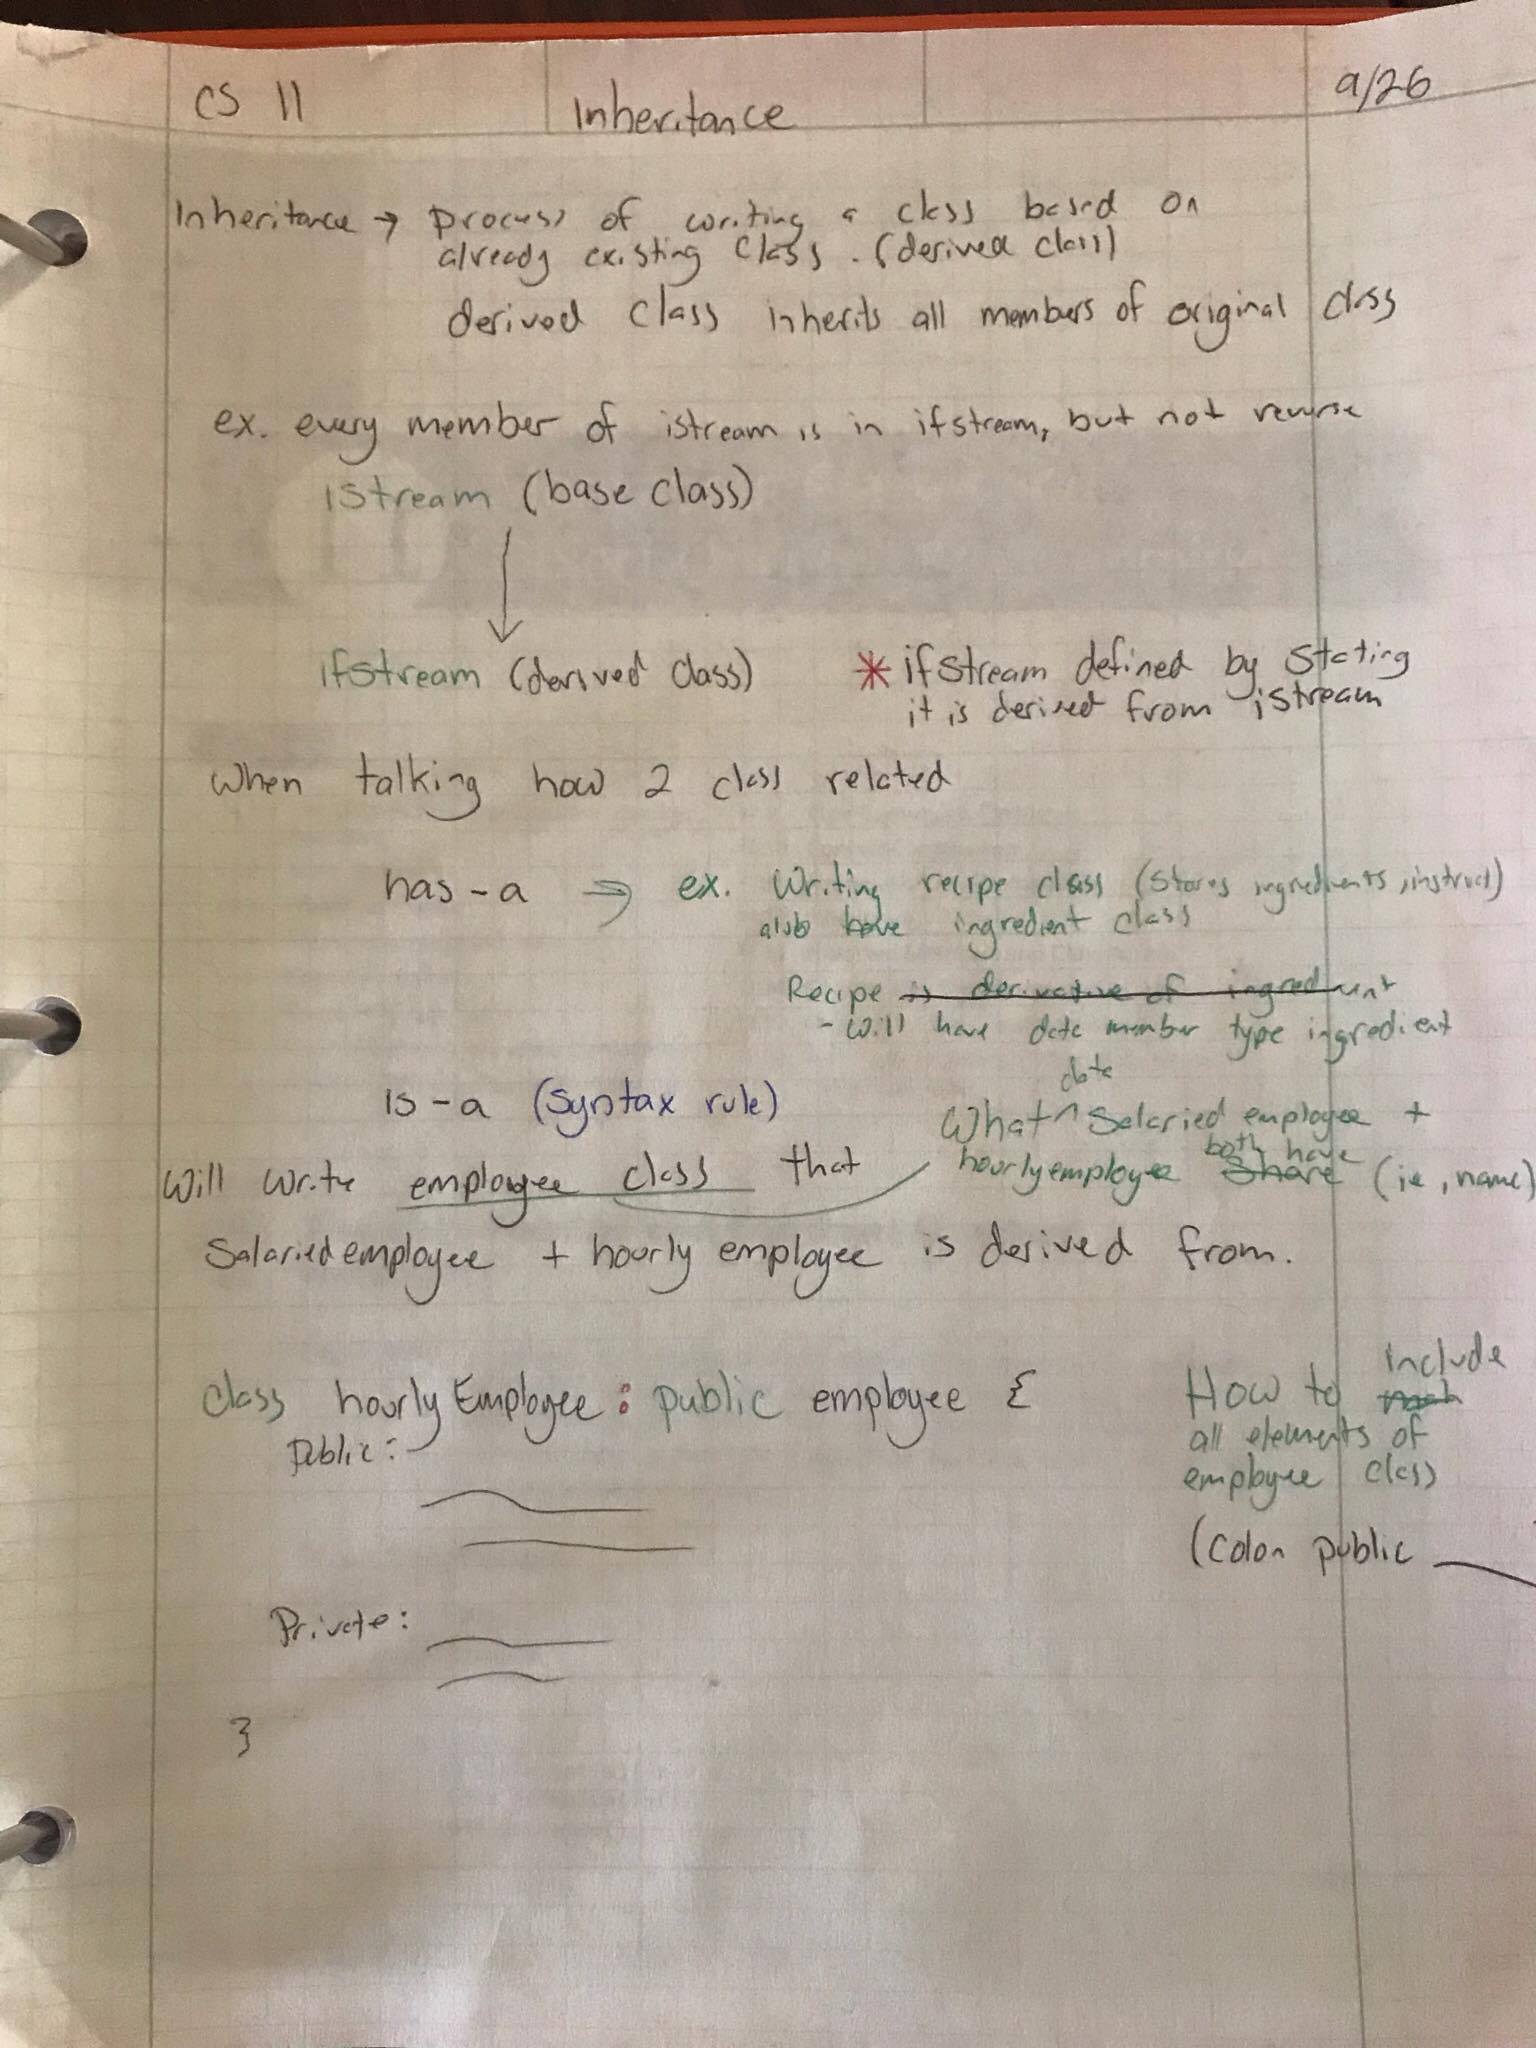 CS 11
Inheritance
9/26
Inheritance → process of writing a class based on
already existing class. (derived class)
derived class inherits all members of original class
ex. every member of istream is in ifstream, but not reverse
istream (base class)
ifstream (derived class)
* ifstream defined by stating
it is derived from istream
When talking how 2 class related
has-a ⇒ ex. Writing recipe class (stores ingredients, instruct)
also have ingredient class
Recipe is derivative of ingredient
- will have data member type ingredient
is-a (syntax rule)
data
What ^ Salaried employee +
both have
hourlyemployee share (ie, name)
Will write employee class that
Salariedemployee + hourly employee is derived from.
class hourlyEmployee : public employee {
Public:
Private:
}
include
How to
all elements of
employee class
(colon public